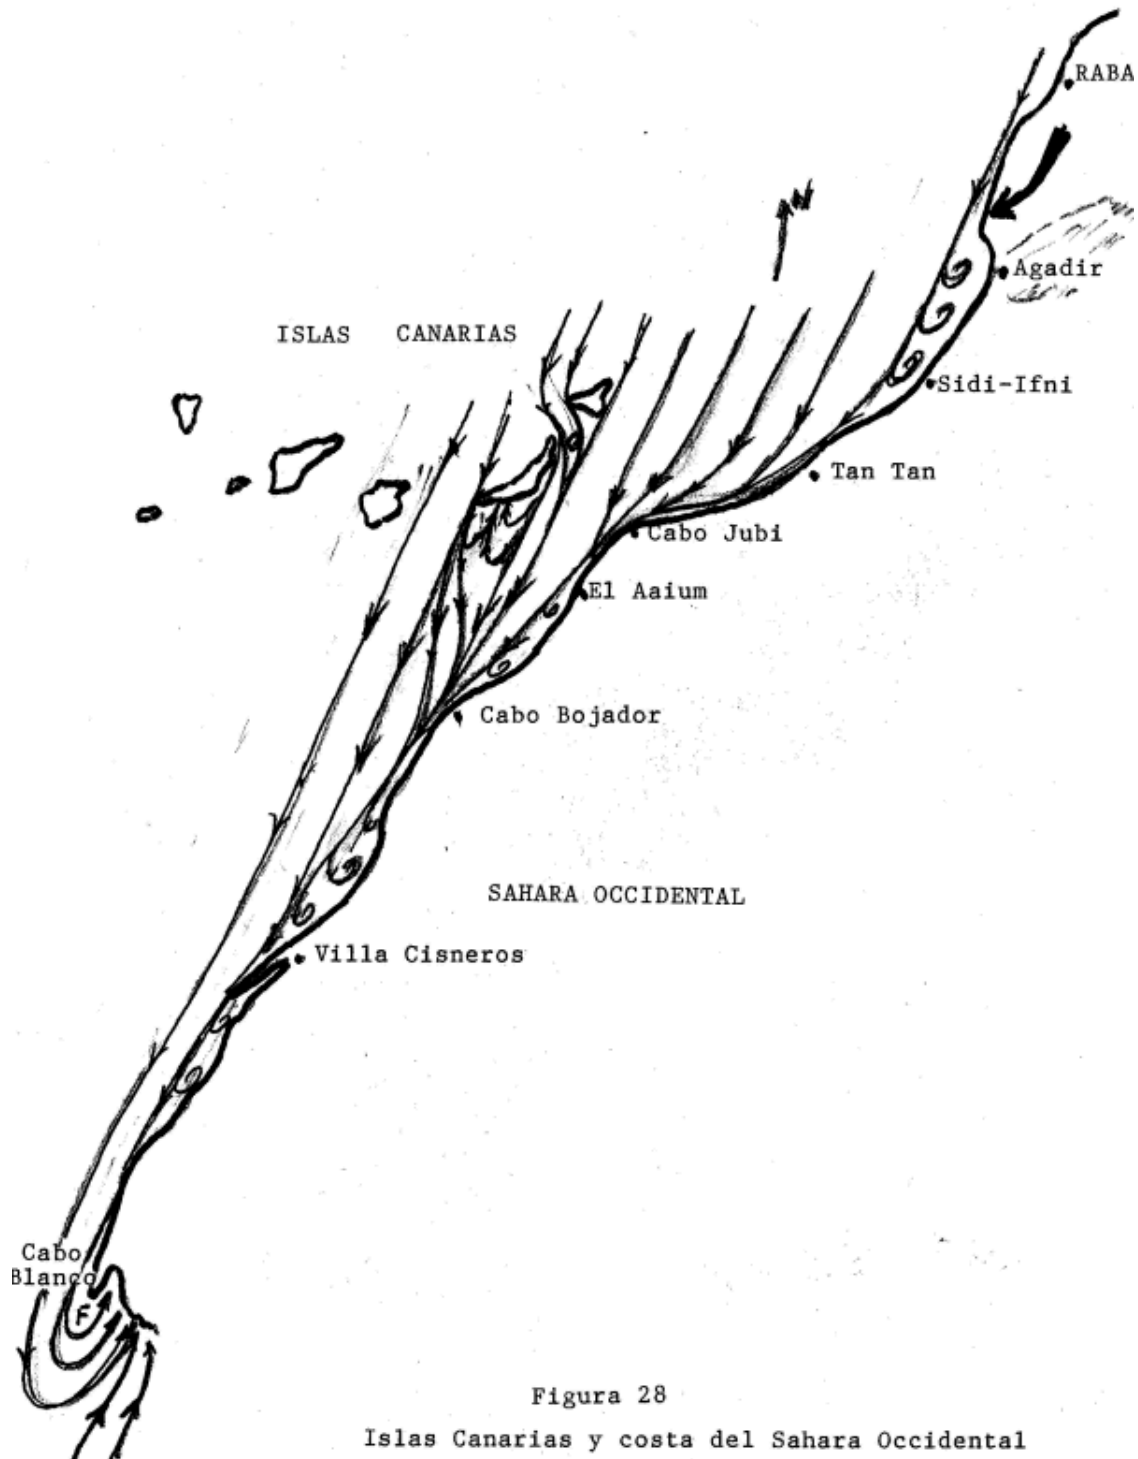 RABA
N
Agadir
ISLAS CANARIAS
Sidi-Ifni
Tan Tan
Cabo Jubi
El Aaium
Cabo Bojador
SAHARA OCCIDENTAL
Villa Cisneros
Cabo
Blanco
F
Figura 28
Islas Canarias y costa del Sahara Occidental